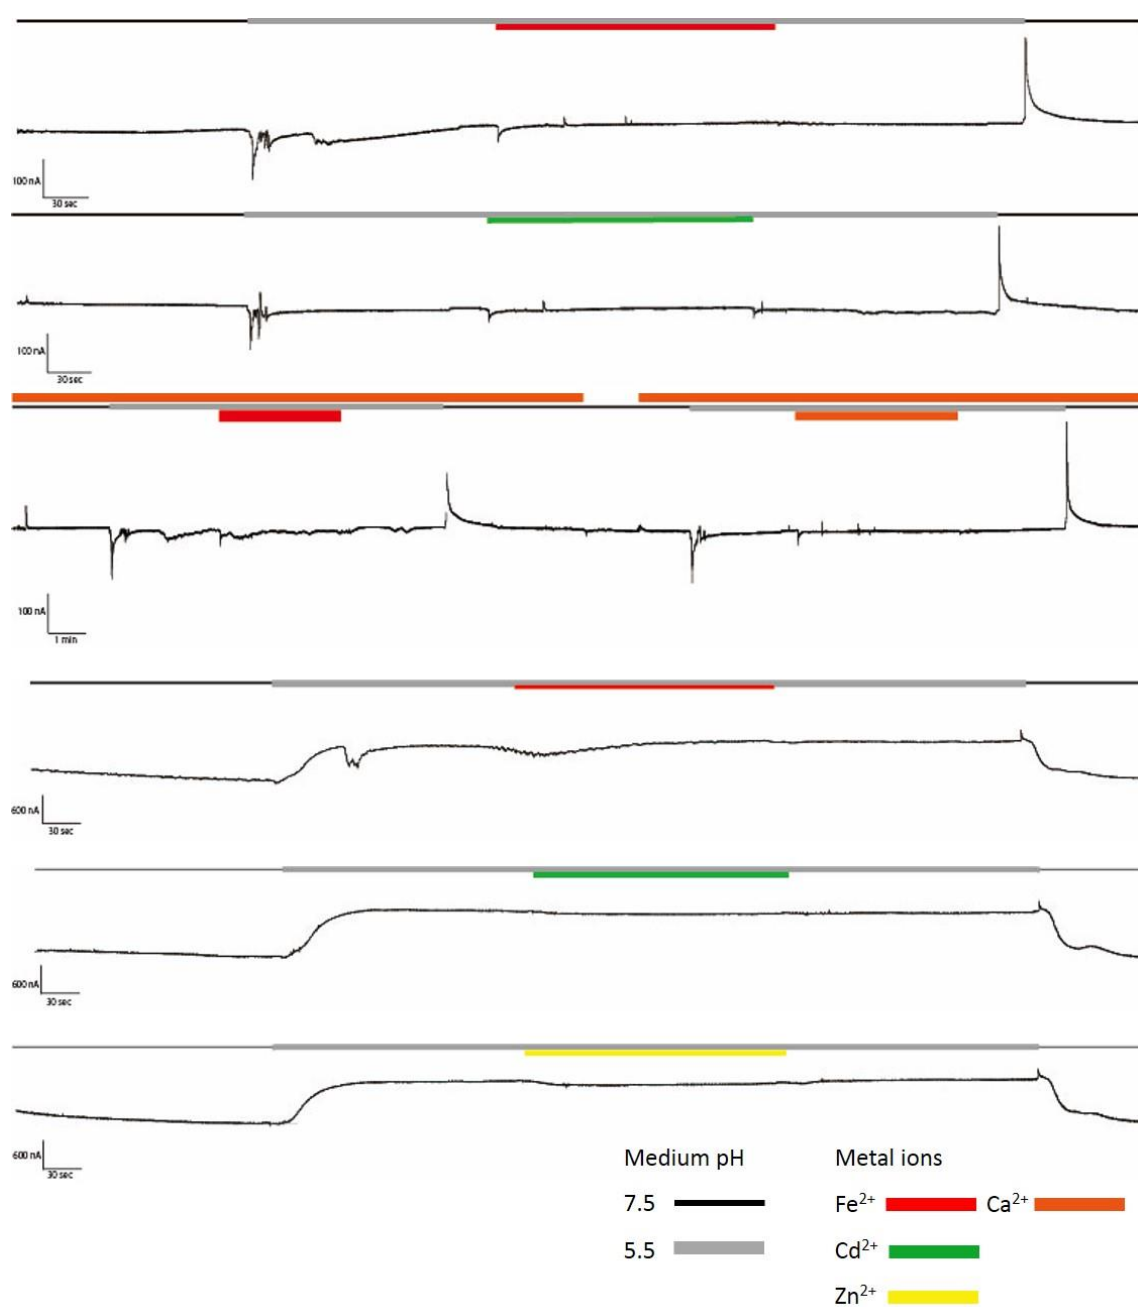 100 nA
30 sec
100 nA
30 sec
100 nA
1 min
600 nA
30 sec
600 nA
30 sec
600 nA
30 sec
Medium pH
Metal ions
7.5
Fe²⁺
Ca²⁺
5.5
Cd²⁺
Zn²⁺